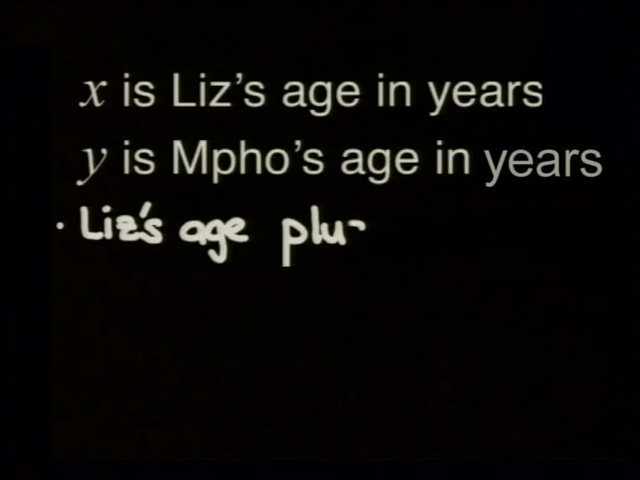 x is Liz's age in years
y is Mpho's age in years
· Liz's age plu